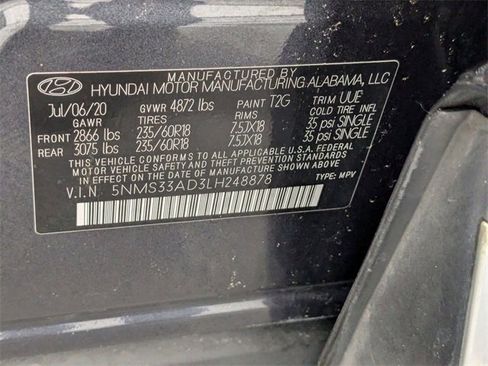 MANUFACTURED BY
HYUNDAI MOTOR MANUFACTURING ALABAMA, LLC
Jul/06/20 GVWR 4872 lbs PAINT T2G TRIM UUE
GAWR TIRES RIMS COLD TIRE INFL
FRONT 2866 lbs 235/60R18 7.5JX18 35 psi SINGLE
REAR 3075 lbs 235/60R18 7.5JX18 35 psi SINGLE
THIS VEHICLE CONFORMS TO ALL APPLICABLE U.S.A. FEDERAL
MOTOR VEHICLE SAFETY AND THEFT PREVENTION STANDARDS
IN EFFECT ON THE DATE OF MANUFACTURE SHOWN ABOVE.
V.I.N. 5NMS33AD3LH248878 TYPE: MPV